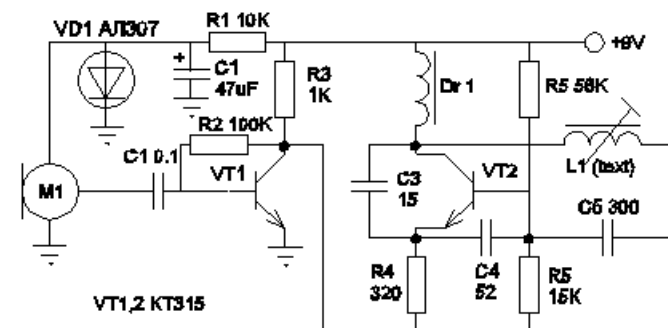 VD1 АЛ307
R1 10K
+9V
C1
47uF
R3
1K
Dr 1
R5 56K
R2 100K
C1 0.1
VT1
VT2
L1 (text)
M1
C3
15
C5 300
R4
320
C4
52
R5
15K
VT1,2 КТ315